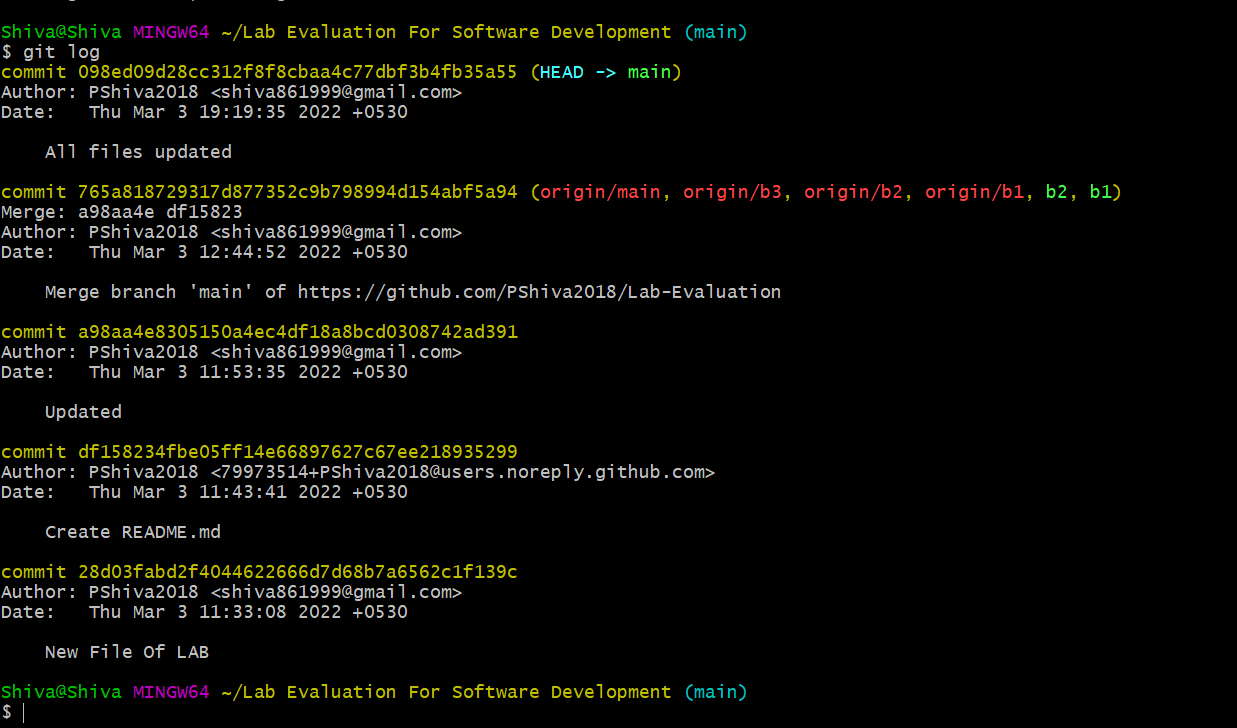 Shiva@Shiva MINGW64 ~/Lab Evaluation For Software Development (main)
$ git log
commit 098ed09d28cc312f8f8cbaa4c77dbf3b4fb35a55 (HEAD -> main)
Author: PShiva2018 <shiva861999@gmail.com>
Date:   Thu Mar 3 19:19:35 2022 +0530
    All files updated
commit 765a818729317d877352c9b798994d154abf5a94 (origin/main, origin/b3, origin/b2, origin/b1, b2, b1)
Merge: a98aa4e df15823
Author: PShiva2018 <shiva861999@gmail.com>
Date:   Thu Mar 3 12:44:52 2022 +0530
    Merge branch 'main' of https://github.com/PShiva2018/Lab-Evaluation
commit a98aa4e8305150a4ec4df18a8bcd0308742ad391
Author: PShiva2018 <shiva861999@gmail.com>
Date:   Thu Mar 3 11:53:35 2022 +0530
    Updated
commit df158234fbe05ff14e66897627c67ee218935299
Author: PShiva2018 <79973514+PShiva2018@users.noreply.github.com>
Date:   Thu Mar 3 11:43:41 2022 +0530
    Create README.md
commit 28d03fabd2f4044622666d7d68b7a6562c1f139c
Author: PShiva2018 <shiva861999@gmail.com>
Date:   Thu Mar 3 11:33:08 2022 +0530
    New File Of LAB
Shiva@Shiva MINGW64 ~/Lab Evaluation For Software Development (main)
$